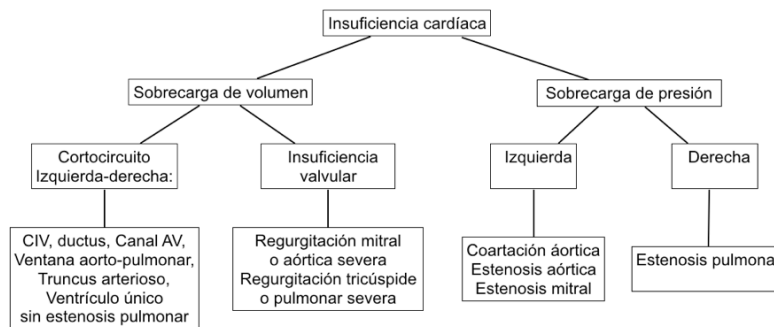 Insuficiencia cardíaca
Sobrecarga de volumen
Sobrecarga de presión
Cortocircuito
Izquierda-derecha:
Insuficiencia
valvular
Izquierda
Derecha
CIV, ductus, Canal AV,
Ventana aorto-pulmonar,
Truncus arterioso,
Ventrículo único
sin estenosis pulmonar
Regurgitación mitral
o aórtica severa
Regurgitación tricúspide
o pulmonar severa
Coartación áortica
Estenosis aórtica
Estenosis mitral
Estenosis pulmonar